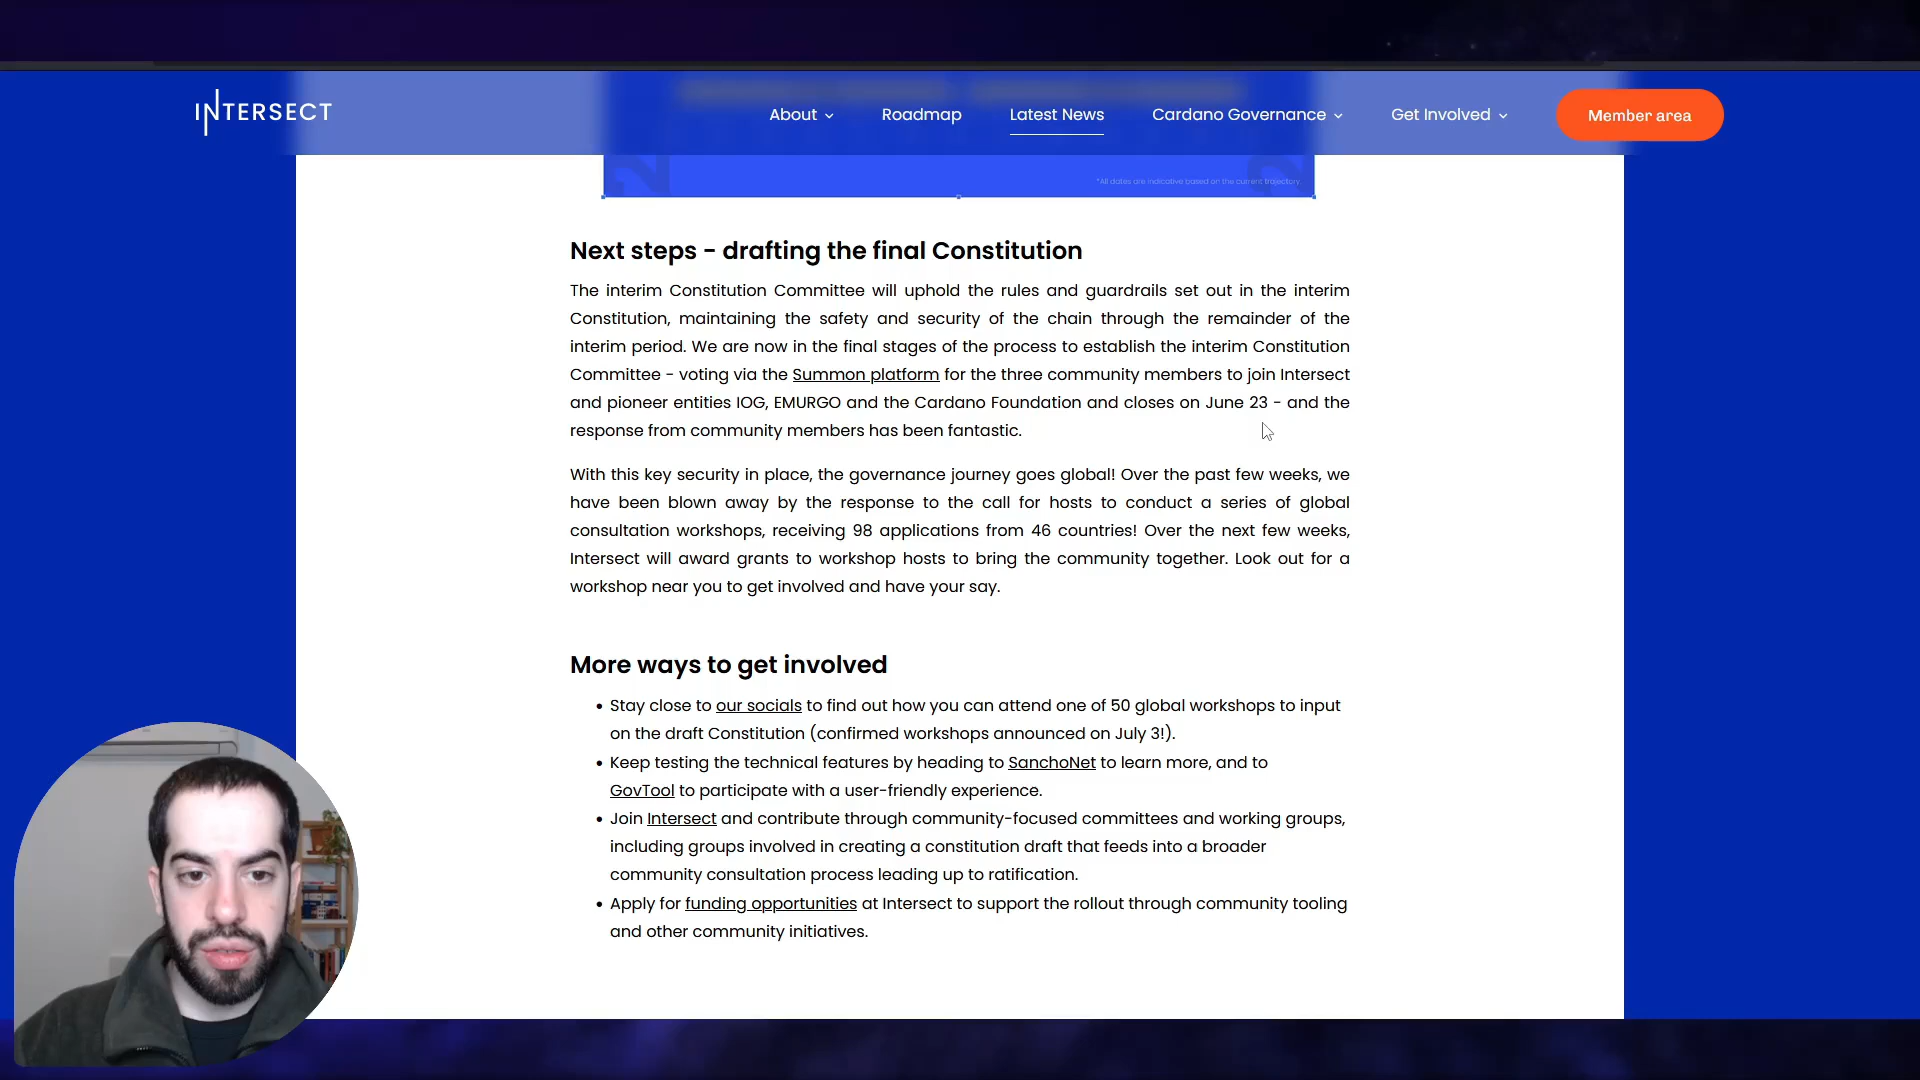 INTERSECT
About
Roadmap
Latest News
Cardano Governance
Get Involved
Member area
*All dates are indicative based on the current trajectory
Next steps - drafting the final Constitution
The interim Constitution Committee will uphold the rules and guardrails set out in the interim
Constitution, maintaining the safety and security of the chain through the remainder of the
interim period. We are now in the final stages of the process to establish the interim Constitution
Committee - voting via the Summon platform for the three community members to join Intersect
and pioneer entities IOG, EMURGO and the Cardano Foundation and closes on June 23 - and the
response from community members has been fantastic.
With this key security in place, the governance journey goes global! Over the past few weeks, we
have been blown away by the response to the call for hosts to conduct a series of global
consultation workshops, receiving 98 applications from 46 countries! Over the next few weeks,
Intersect will award grants to workshop hosts to bring the community together. Look out for a
workshop near you to get involved and have your say.
More ways to get involved
• Stay close to our socials to find out how you can attend one of 50 global workshops to input
on the draft Constitution (confirmed workshops announced on July 3!).
• Keep testing the technical features by heading to SanchoNet to learn more, and to
GovTool to participate with a user-friendly experience.
• Join Intersect and contribute through community-focused committees and working groups,
including groups involved in creating a constitution draft that feeds into a broader
community consultation process leading up to ratification.
• Apply for funding opportunities at Intersect to support the rollout through community tooling
and other community initiatives.